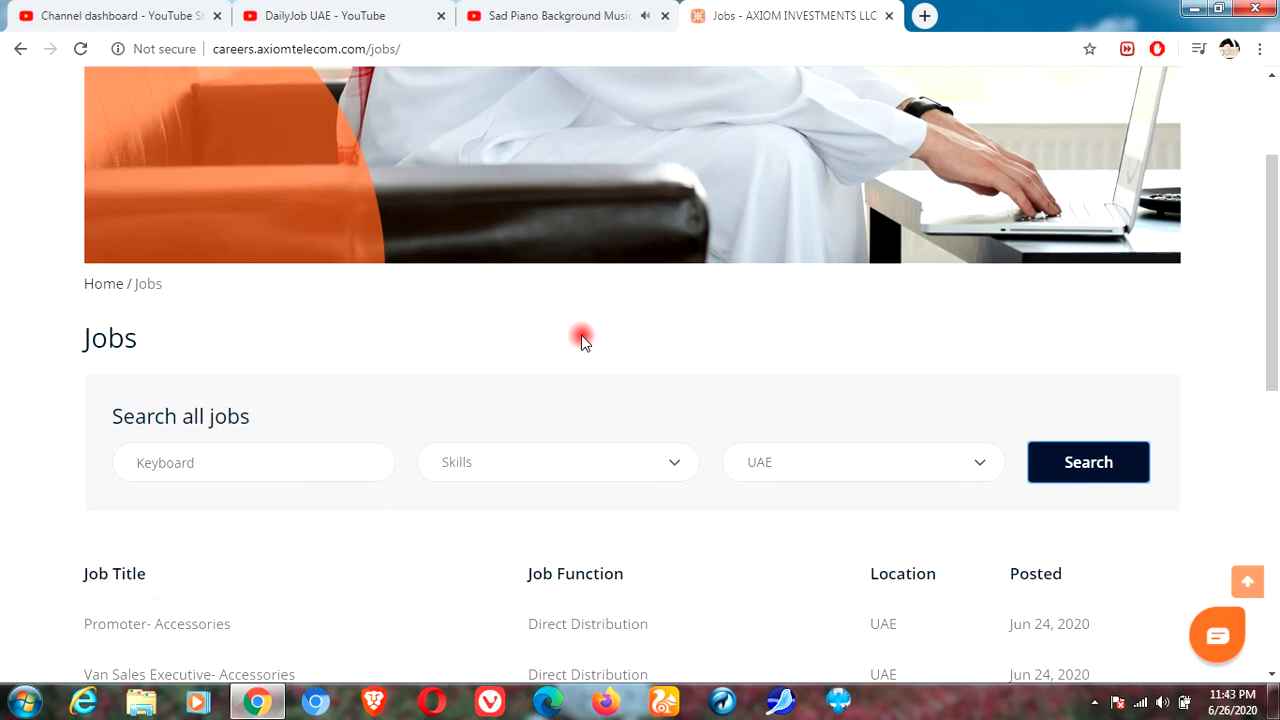 Channel dashboard - YouTube St
DailyJob UAE - YouTube
Sad Piano Background Music
Jobs - AXIOM INVESTMENTS LLC
Not secure
careers.axiomtelecom.com/jobs/
Home / Jobs
Jobs
Search all jobs
Keyboard
Skills
UAE
Search
Job Title
Job Function
Location
Posted
Promoter- Accessories
Direct Distribution
UAE
Jun 24, 2020
Van Sales Executive- Accessories
Direct Distribution
UAE
Jun 24, 2020
11:43 PM
6/26/2020